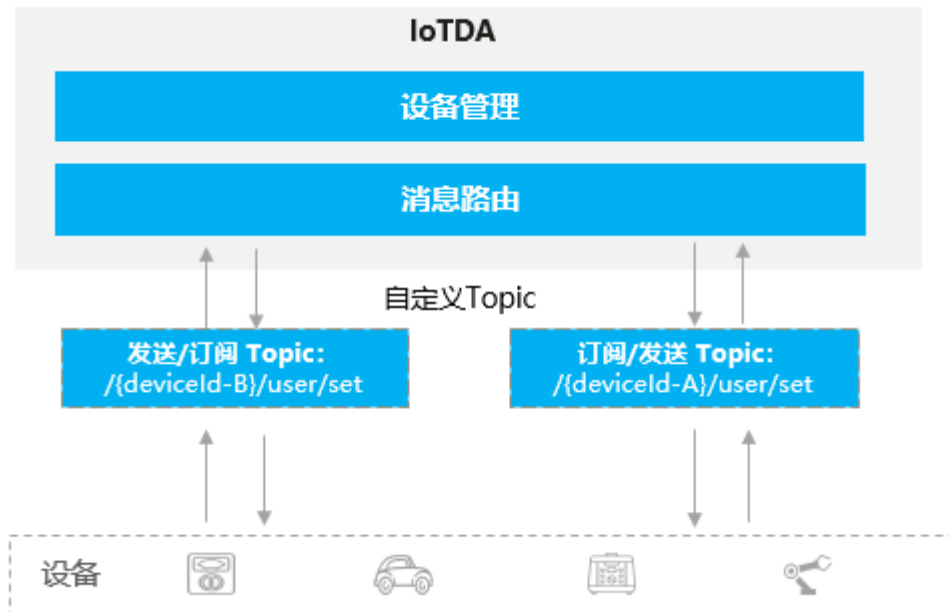 IoTDA
设备管理
消息路由
自定义Topic
发送/订阅 Topic:
/{deviceId-B}/user/set
订阅/发送 Topic:
/{deviceId-A}/user/set
设备